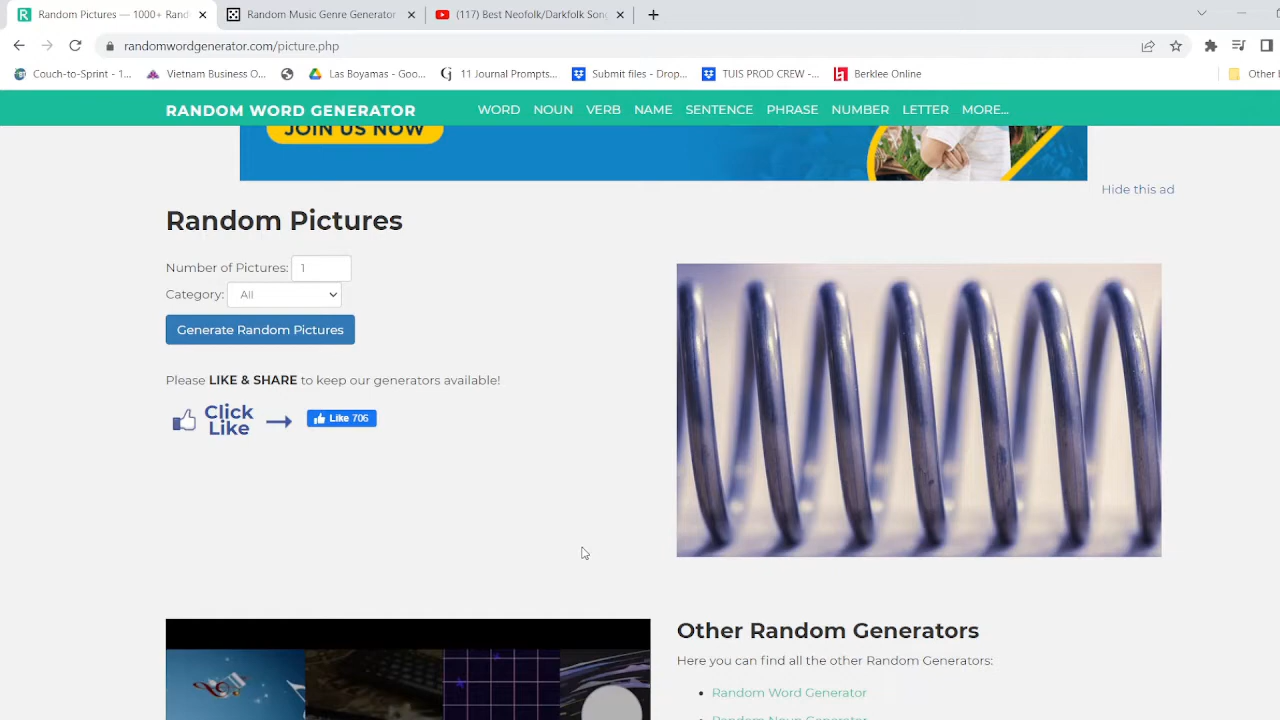 Random Pictures — 1000+ Rand
Random Music Genre Generator
(117) Best Neofolk/Darkfolk Song
randomwordgenerator.com/picture.php
Couch-to-Sprint - 1...
Vietnam Business O...
Las Boyamas - Goo...
11 Journal Prompts...
Submit files - Drop...
TUIS PROD CREW -...
Berklee Online
Other
RANDOM WORD GENERATOR
WORD NOUN VERB NAME SENTENCE PHRASE NUMBER LETTER MORE...
JOIN US NOW
Hide this ad
Random Pictures
Number of Pictures: 1
Category: All
Generate Random Pictures
Please LIKE & SHARE to keep our generators available!
Click
Like
Like 706
Other Random Generators
Here you can find all the other Random Generators:
Random Word Generator
Random Noun Generator